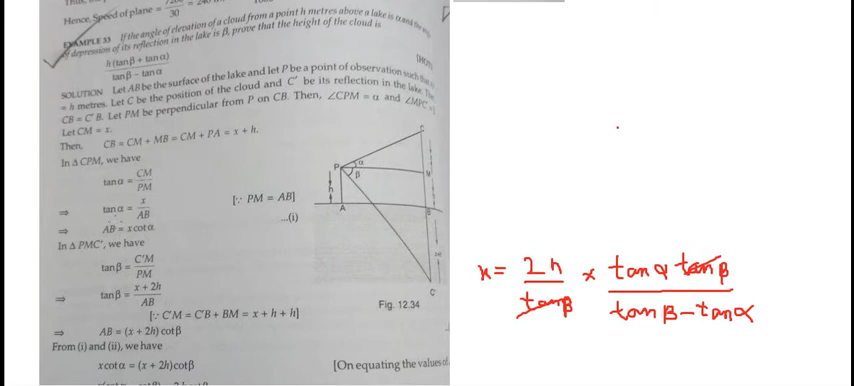 Hence, Speed of plane =
30
EXAMPLE 33 If the angle of elevation of a cloud from a point h metres above a lake is α and the
of depression of its reflection in the lake is β, prove that the height of the cloud is
h (tan β + tan α)
tan β − tan α
SOLUTION Let AB be the surface of the lake and let P be a point of observation such that
= h metres. Let C be the position of the cloud and C′ be its reflection in the lake.
CB = C′B. Let PM be perpendicular from P on CB. Then, ∠CPM = α and ∠MPC′ =
Let CM = x.
Then, CB = CM + MB = CM + PA = x + h.
In Δ CPM, we have
tan α = CM/PM
⇒ tan α = x/AB [∵ PM = AB]
⇒ AB = x cot α ...(i)
In Δ PMC′, we have
tan β = C′M/PM
⇒ tan β = x + 2h/AB
[∵ C′M = C′B + BM = x + h + h]
⇒ AB = (x + 2h) cot β
From (i) and (ii), we have
x cot α = (x + 2h) cot β [On equating the values of
C
P α
β
M
h
A
B
C′
Fig. 12.34
x = 2h/tan β × tan α tan β/tan β − tan α